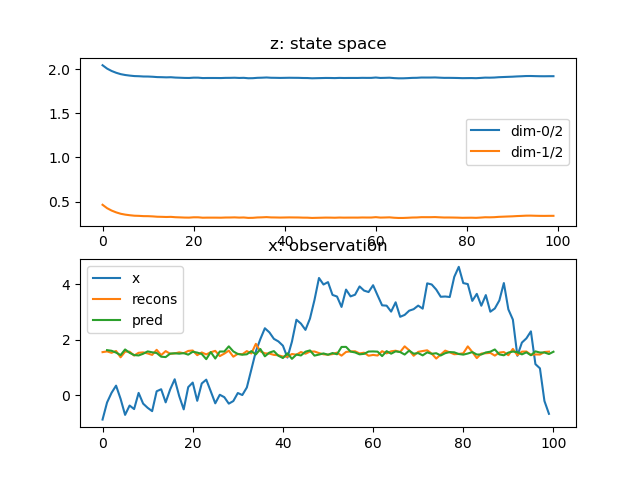 z: state space
2.0
1.5
1.0
0.5
dim-0/2
dim-1/2
0 20 40 60 80 100
x: observation
4
2
0
x
recons
pred
0 20 40 60 80 100